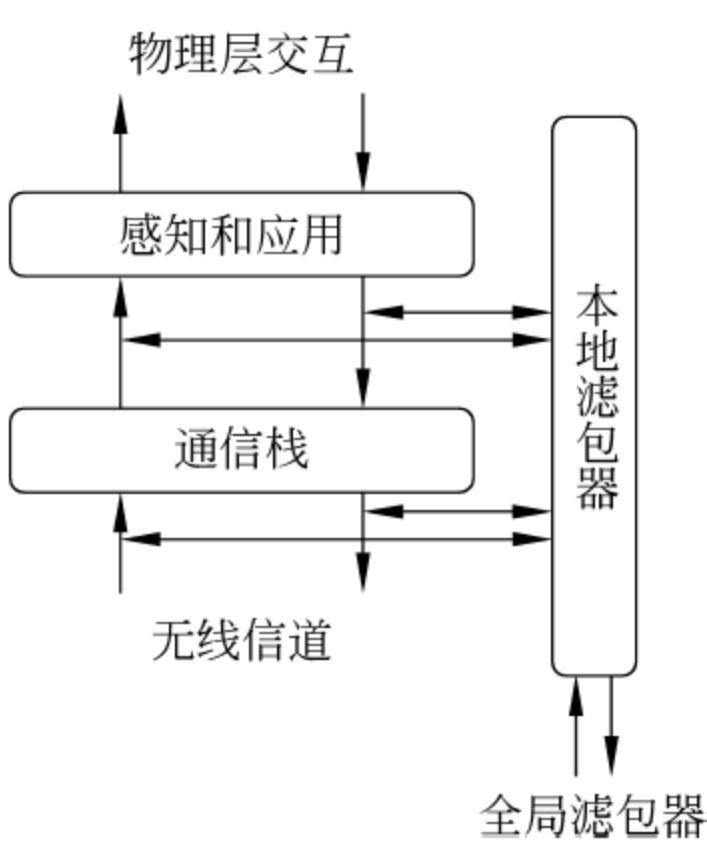 物理层交互
感知和应用
本地滤包器
通信栈
无线信道
全局滤包器